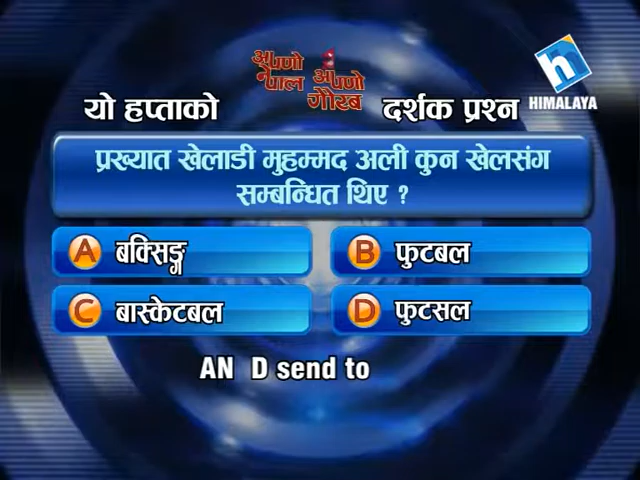 आफ्नो नेपाल आफ्नो गौरव
HIMALAYA
यो हप्ताको दर्शक प्रश्न
प्रख्यात खेलाडी मुहम्मद अली कुन खेलसंग
सम्बन्धित थिए ?
A बक्सिङ्ग
B फुटबल
C बास्केटबल
D फुटसल
AN D send to